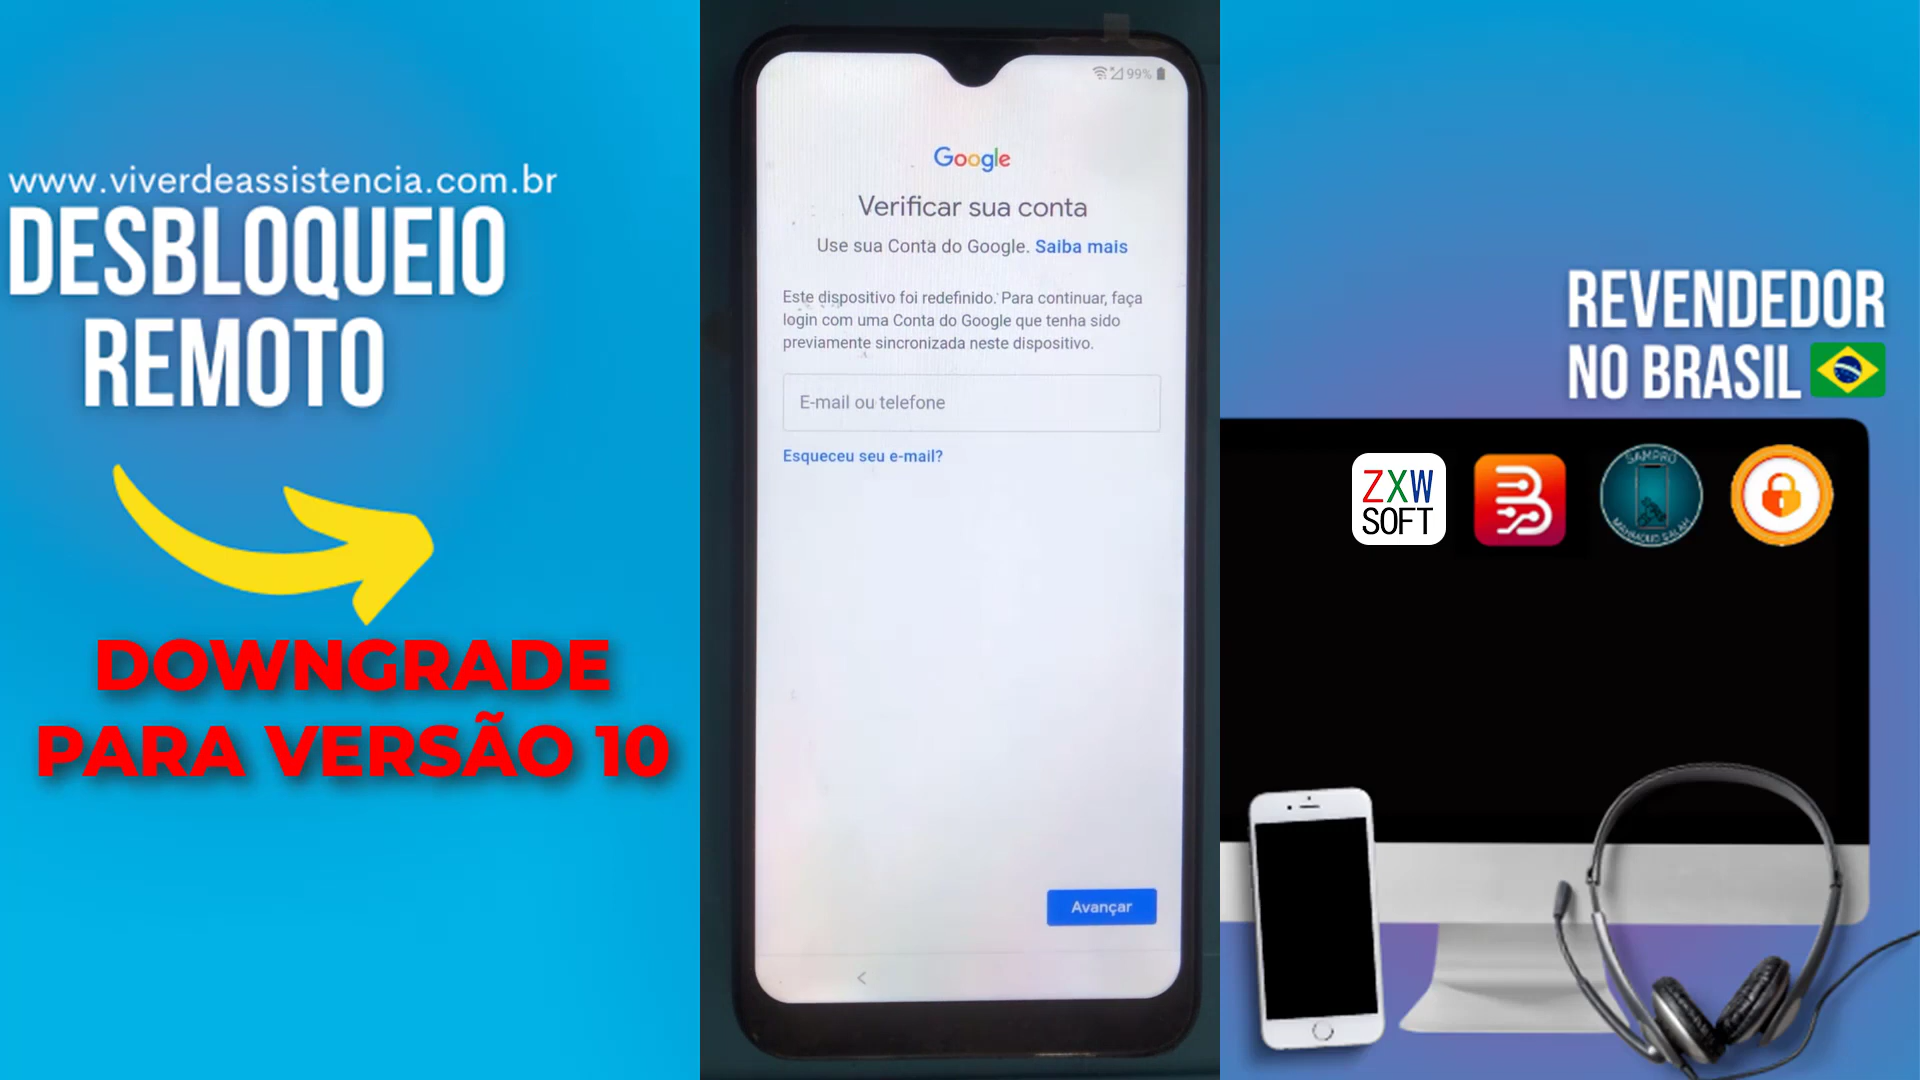 www.viverdeassistencia.com.br
DESBLOQUEIO
REMOTO
DOWNGRADE
PARA VERSÃO 10
99%
Google
Verificar sua conta
Use sua Conta do Google. Saiba mais
Este dispositivo foi redefinido. Para continuar, faça
login com uma Conta do Google que tenha sido
previamente sincronizada neste dispositivo.
E-mail ou telefone
Esqueceu seu e-mail?
Avançar
REVENDEDOR
NO BRASIL
ZXW
SOFT
SAMPRO
MAHMOUD SALAH